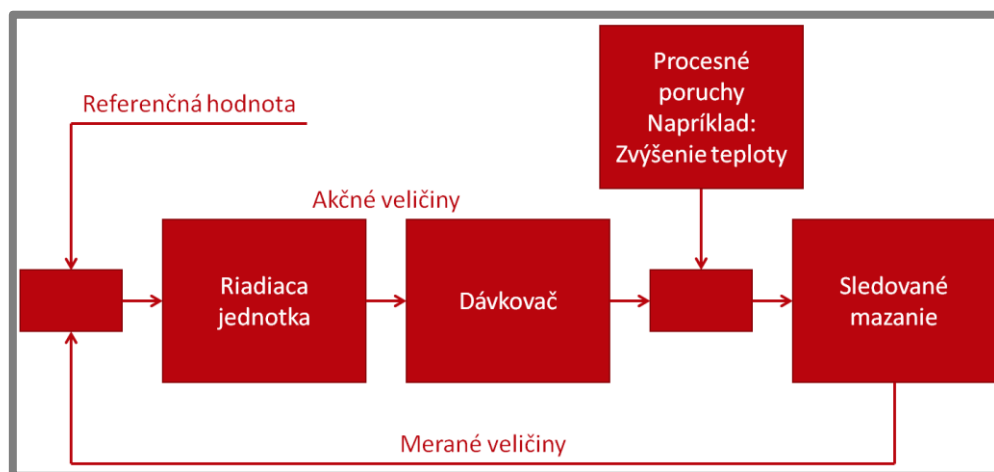 Procesné
poruchy
Napríklad:
Zvýšenie teploty
Referenčná hodnota
Akčné veličiny
Riadiaca
jednotka
Dávkovač
Sledované
mazanie
Merané veličiny